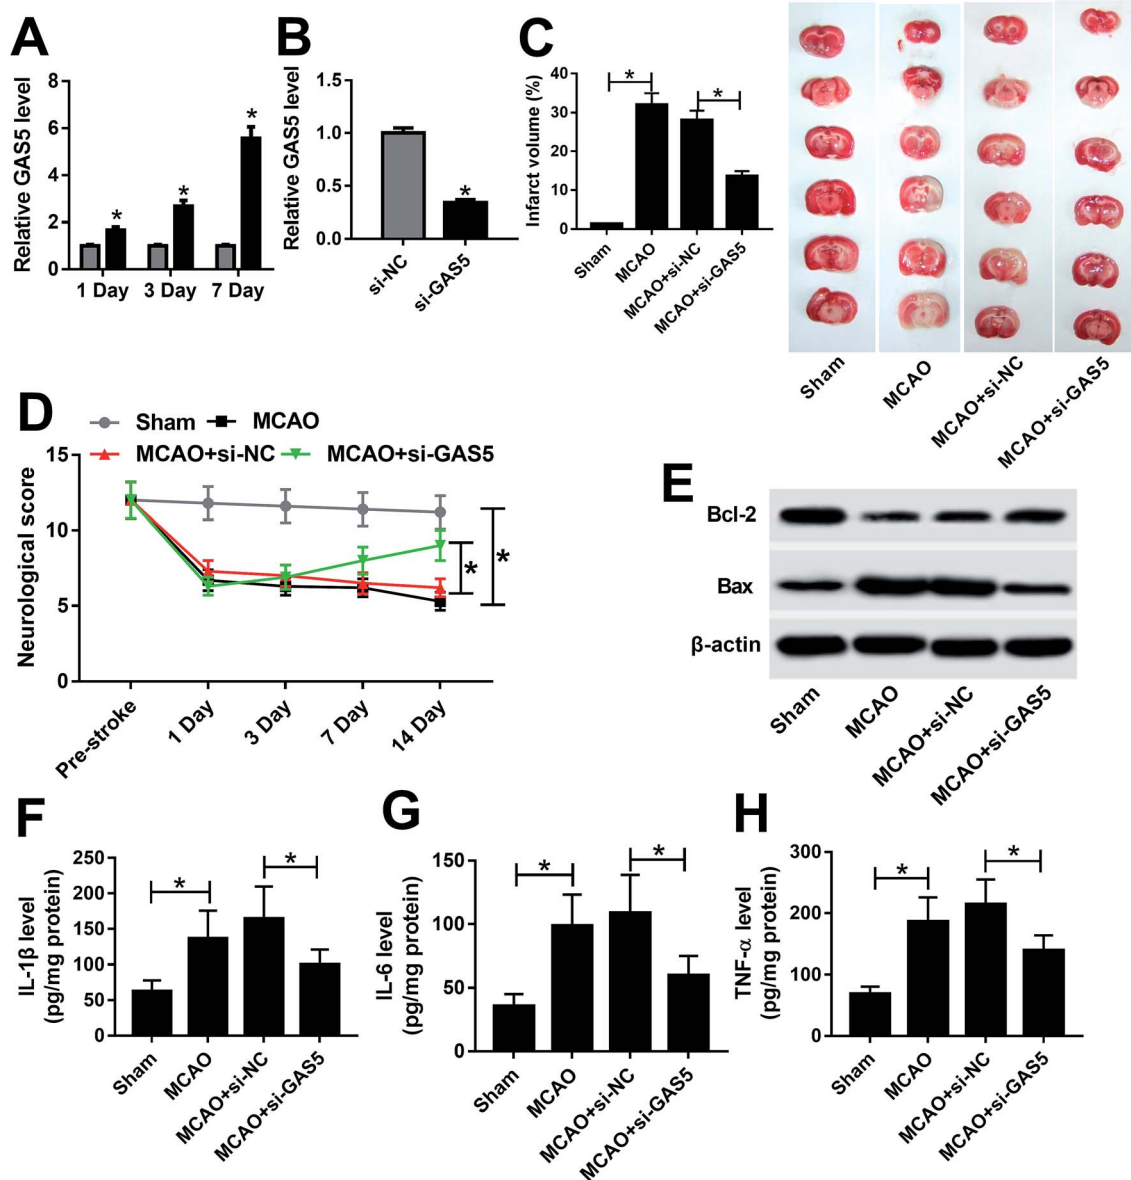 A
Relative GAS5 level
8
6
4
2
0
*
*
*
1 Day
3 Day
7 Day
B
Relative GAS5 level
1.5
1.0
0.5
0.0
*
si-NC
si-GAS5
C
Infarct volume (%)
40
30
20
10
0
*
*
Sham
MCAO
MCAO+si-NC
MCAO+si-GAS5
Sham
MCAO
MCAO+si-NC
MCAO+si-GAS5
D
Sham
MCAO
MCAO+si-NC
MCAO+si-GAS5
Neurological score
15
10
5
0
*
*
Pre-stroke
1 Day
3 Day
7 Day
14 Day
E
Bcl-2
Bax
β-actin
Sham
MCAO
MCAO+si-NC
MCAO+si-GAS5
F
IL-1β level
(pg/mg protein)
250
200
150
100
50
0
*
*
Sham
MCAO
MCAO+si-NC
MCAO+si-GAS5
G
IL-6 level
(pg/mg protein)
150
100
50
0
*
*
Sham
MCAO
MCAO+si-NC
MCAO+si-GAS5
H
TNF-α level
(pg/mg protein)
300
200
100
0
*
*
Sham
MCAO
MCAO+si-NC
MCAO+si-GAS5